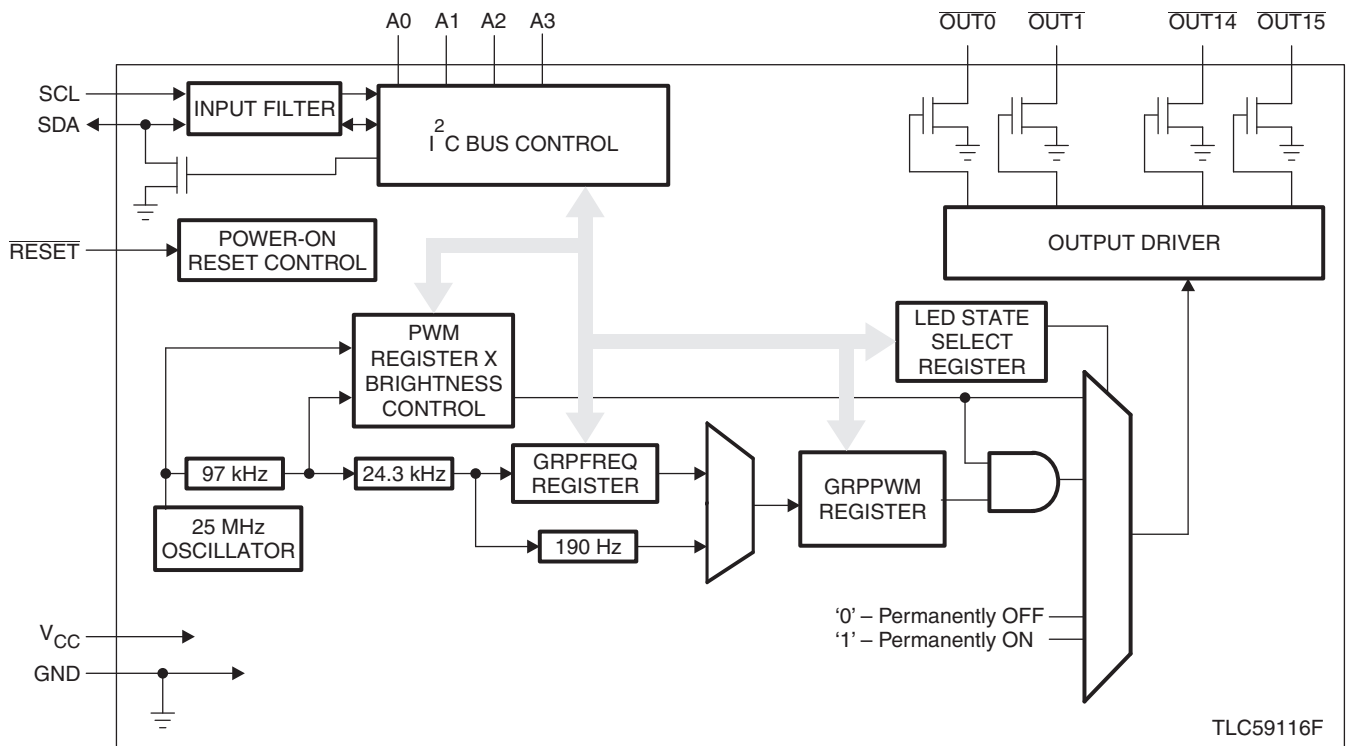 A0 A1 A2 A3
OUT0 OUT1 OUT14 OUT15
SCL
SDA
INPUT FILTER
I2C BUS CONTROL
RESET
POWER-ON
RESET CONTROL
OUTPUT DRIVER
PWM
REGISTER X
BRIGHTNESS
CONTROL
LED STATE
SELECT
REGISTER
97 kHz
24.3 kHz
GRPFREQ
REGISTER
GRPPWM
REGISTER
25 MHz
OSCILLATOR
190 Hz
'0' – Permanently OFF
'1' – Permanently ON
VCC
GND
TLC59116F